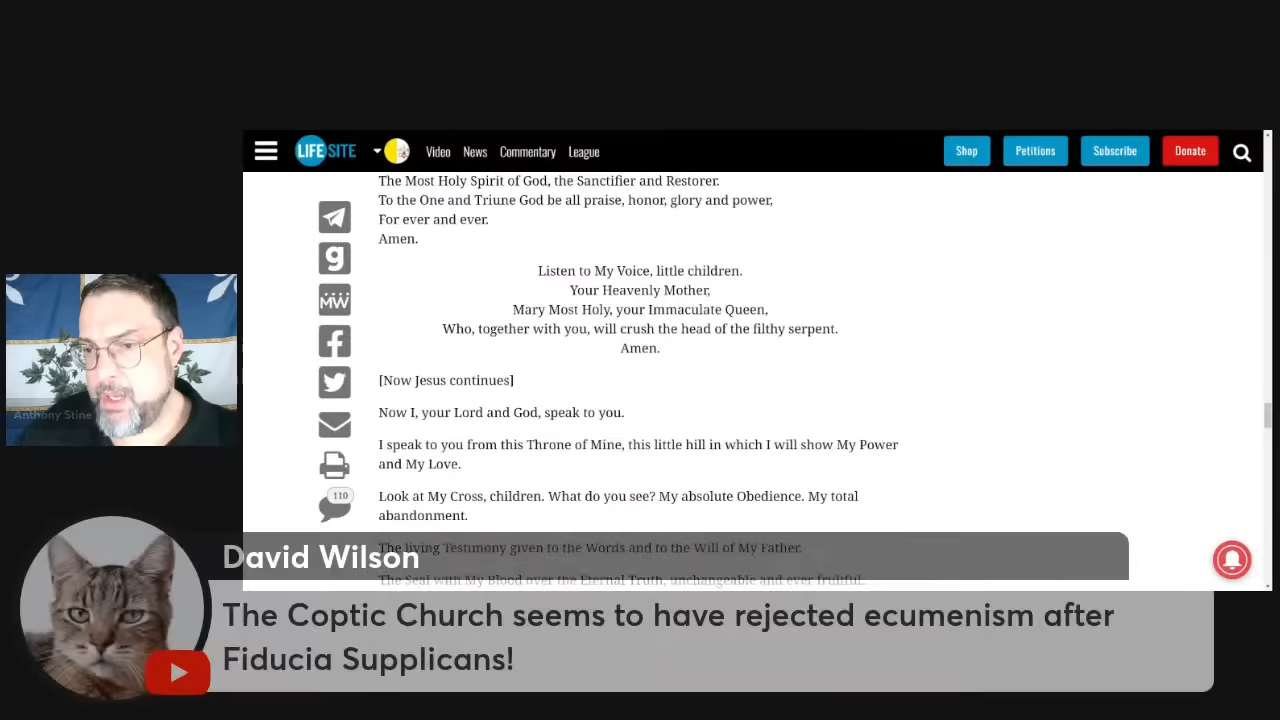 LIFESITE
Video
News
Commentary
League
Shop
Petitions
Subscribe
Donate
The Most Holy Spirit of God, the Sanctifier and Restorer.
To the One and Triune God be all praise, honor, glory and power,
For ever and ever.
Amen.
Listen to My Voice, little children.
Your Heavenly Mother,
Mary Most Holy, your Immaculate Queen,
Who, together with you, will crush the head of the filthy serpent.
Amen.
[Now Jesus continues]
Now I, your Lord and God, speak to you.
I speak to you from this Throne of Mine, this little hill in which I will show My Power
and My Love.
Look at My Cross, children. What do you see? My absolute Obedience. My total
abandonment.
The living Testimony given to the Words and to the Will of My Father.
The Seal with My Blood over the Eternal Truth, unchangeable and ever fruitful.
g
MW
110
Anthony Stine
David Wilson
The Coptic Church seems to have rejected ecumenism after
Fiducia Supplicans!